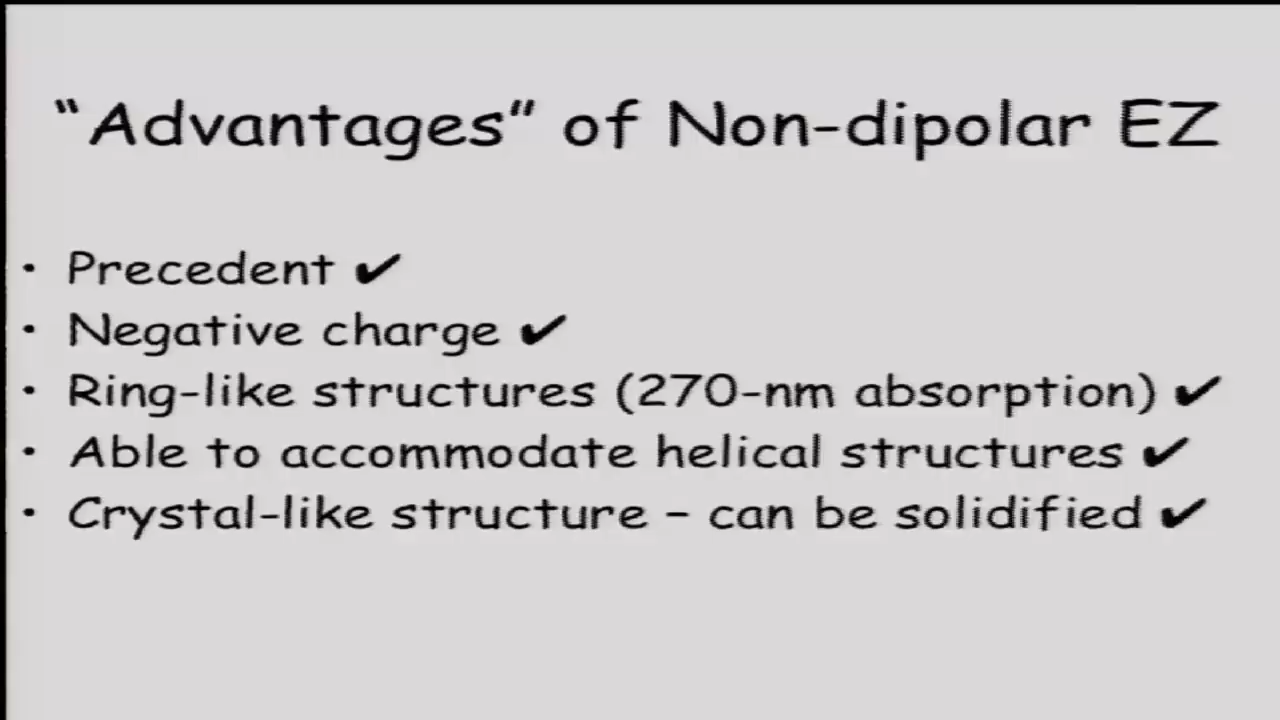 “Advantages” of Non-dipolar EZ
• Precedent ✔
• Negative charge ✔
• Ring-like structures (270-nm absorption) ✔
• Able to accommodate helical structures ✔
• Crystal-like structure – can be solidified ✔